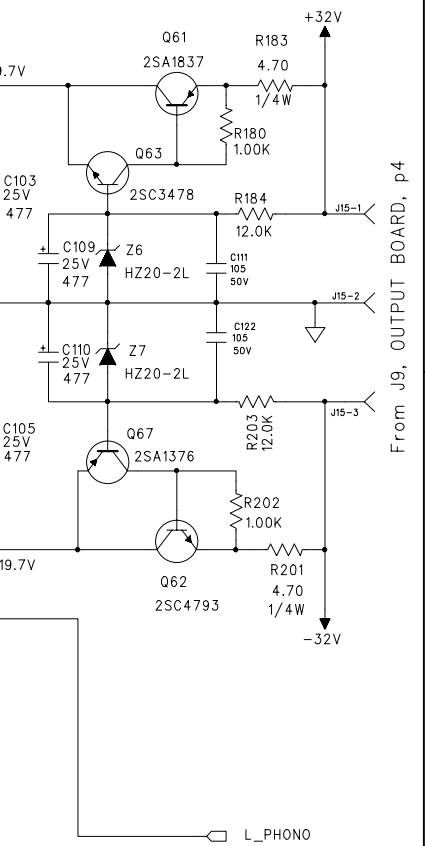 +32V
Q61
R183
2SA1837
4.70
9.7V
1/4W
R180
1.00K
Q63
C103
25V
477
2SC3478
R184
J15-1
12.0K
C109
25V
477
Z6
HZ20-2L
C111
105
50V
J15-2
C122
105
50V
C110
25V
477
Z7
HZ20-2L
J15-3
R203
12.0K
C105
25V
477
Q67
2SA1376
R202
1.00K
19.7V
Q62
2SC4793
R201
4.70
1/4W
-32V
From J9, OUTPUT BOARD, p4
L_PHONO